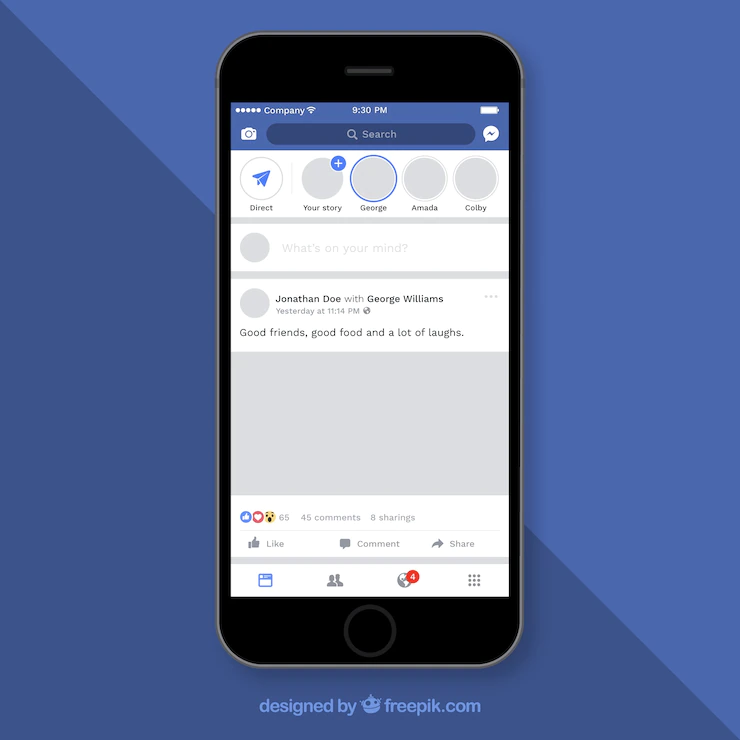 Company 9:30 PM
Search
Direct Your story George Amada Colby
What's on your mind?
Jonathan Doe with George Williams
Yesterday at 11:14 PM
Good friends, good food and a lot of laughs.
65 45 comments 8 sharings
Like Comment Share
4
designed by freepik.com